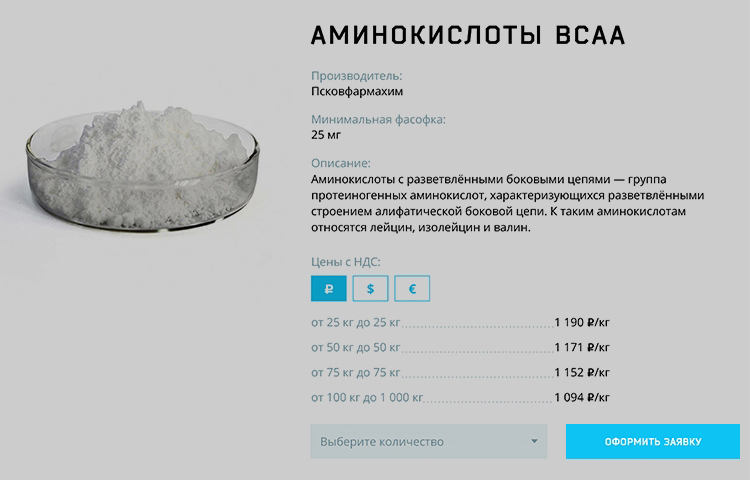 АМИНОКИСЛОТЫ BCAA
Производитель:
Псковфармахим
Минимальная фасофка:
25 мг
Описание:
Аминокислоты с разветвлёнными боковыми цепями — группа
протеиногенных аминокислот, характеризующихся разветвлёнными
строением алифатической боковой цепи. К таким аминокислотам
относятся лейцин, изолейцин и валин.
Цены с НДС:
₽ $ €
от 25 кг до 25 кг 1 190 ₽/кг
от 50 кг до 50 кг 1 171 ₽/кг
от 75 кг до 75 кг 1 152 ₽/кг
от 100 кг до 1 000 кг 1 094 ₽/кг
Выберите количество ОФОРМИТЬ ЗАЯВКУ